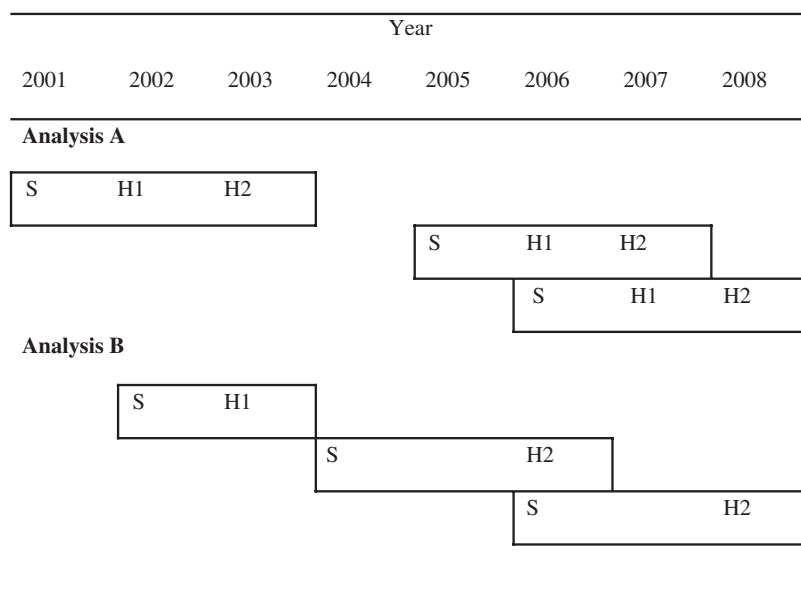 Year
2001 2002 2003 2004 2005 2006 2007 2008
Analysis A
S H1 H2
S H1 H2
S H1 H2
Analysis B
S H1
S H2
S H2